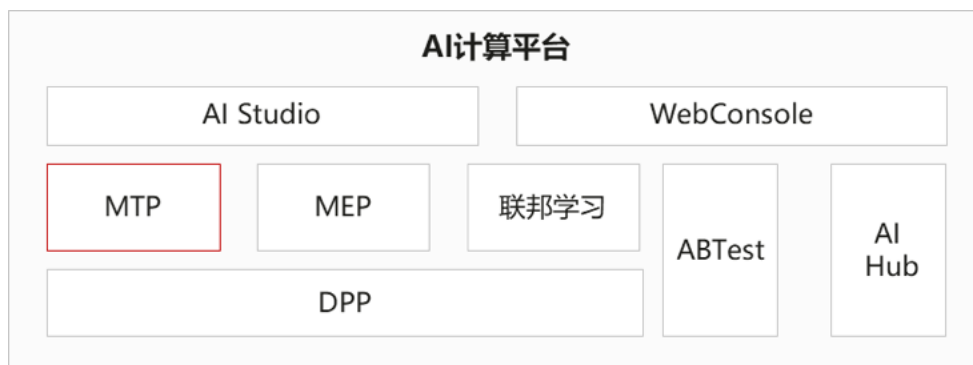 AI计算平台
AI Studio
WebConsole
MTP
MEP
联邦学习
ABTest
AI
Hub
DPP